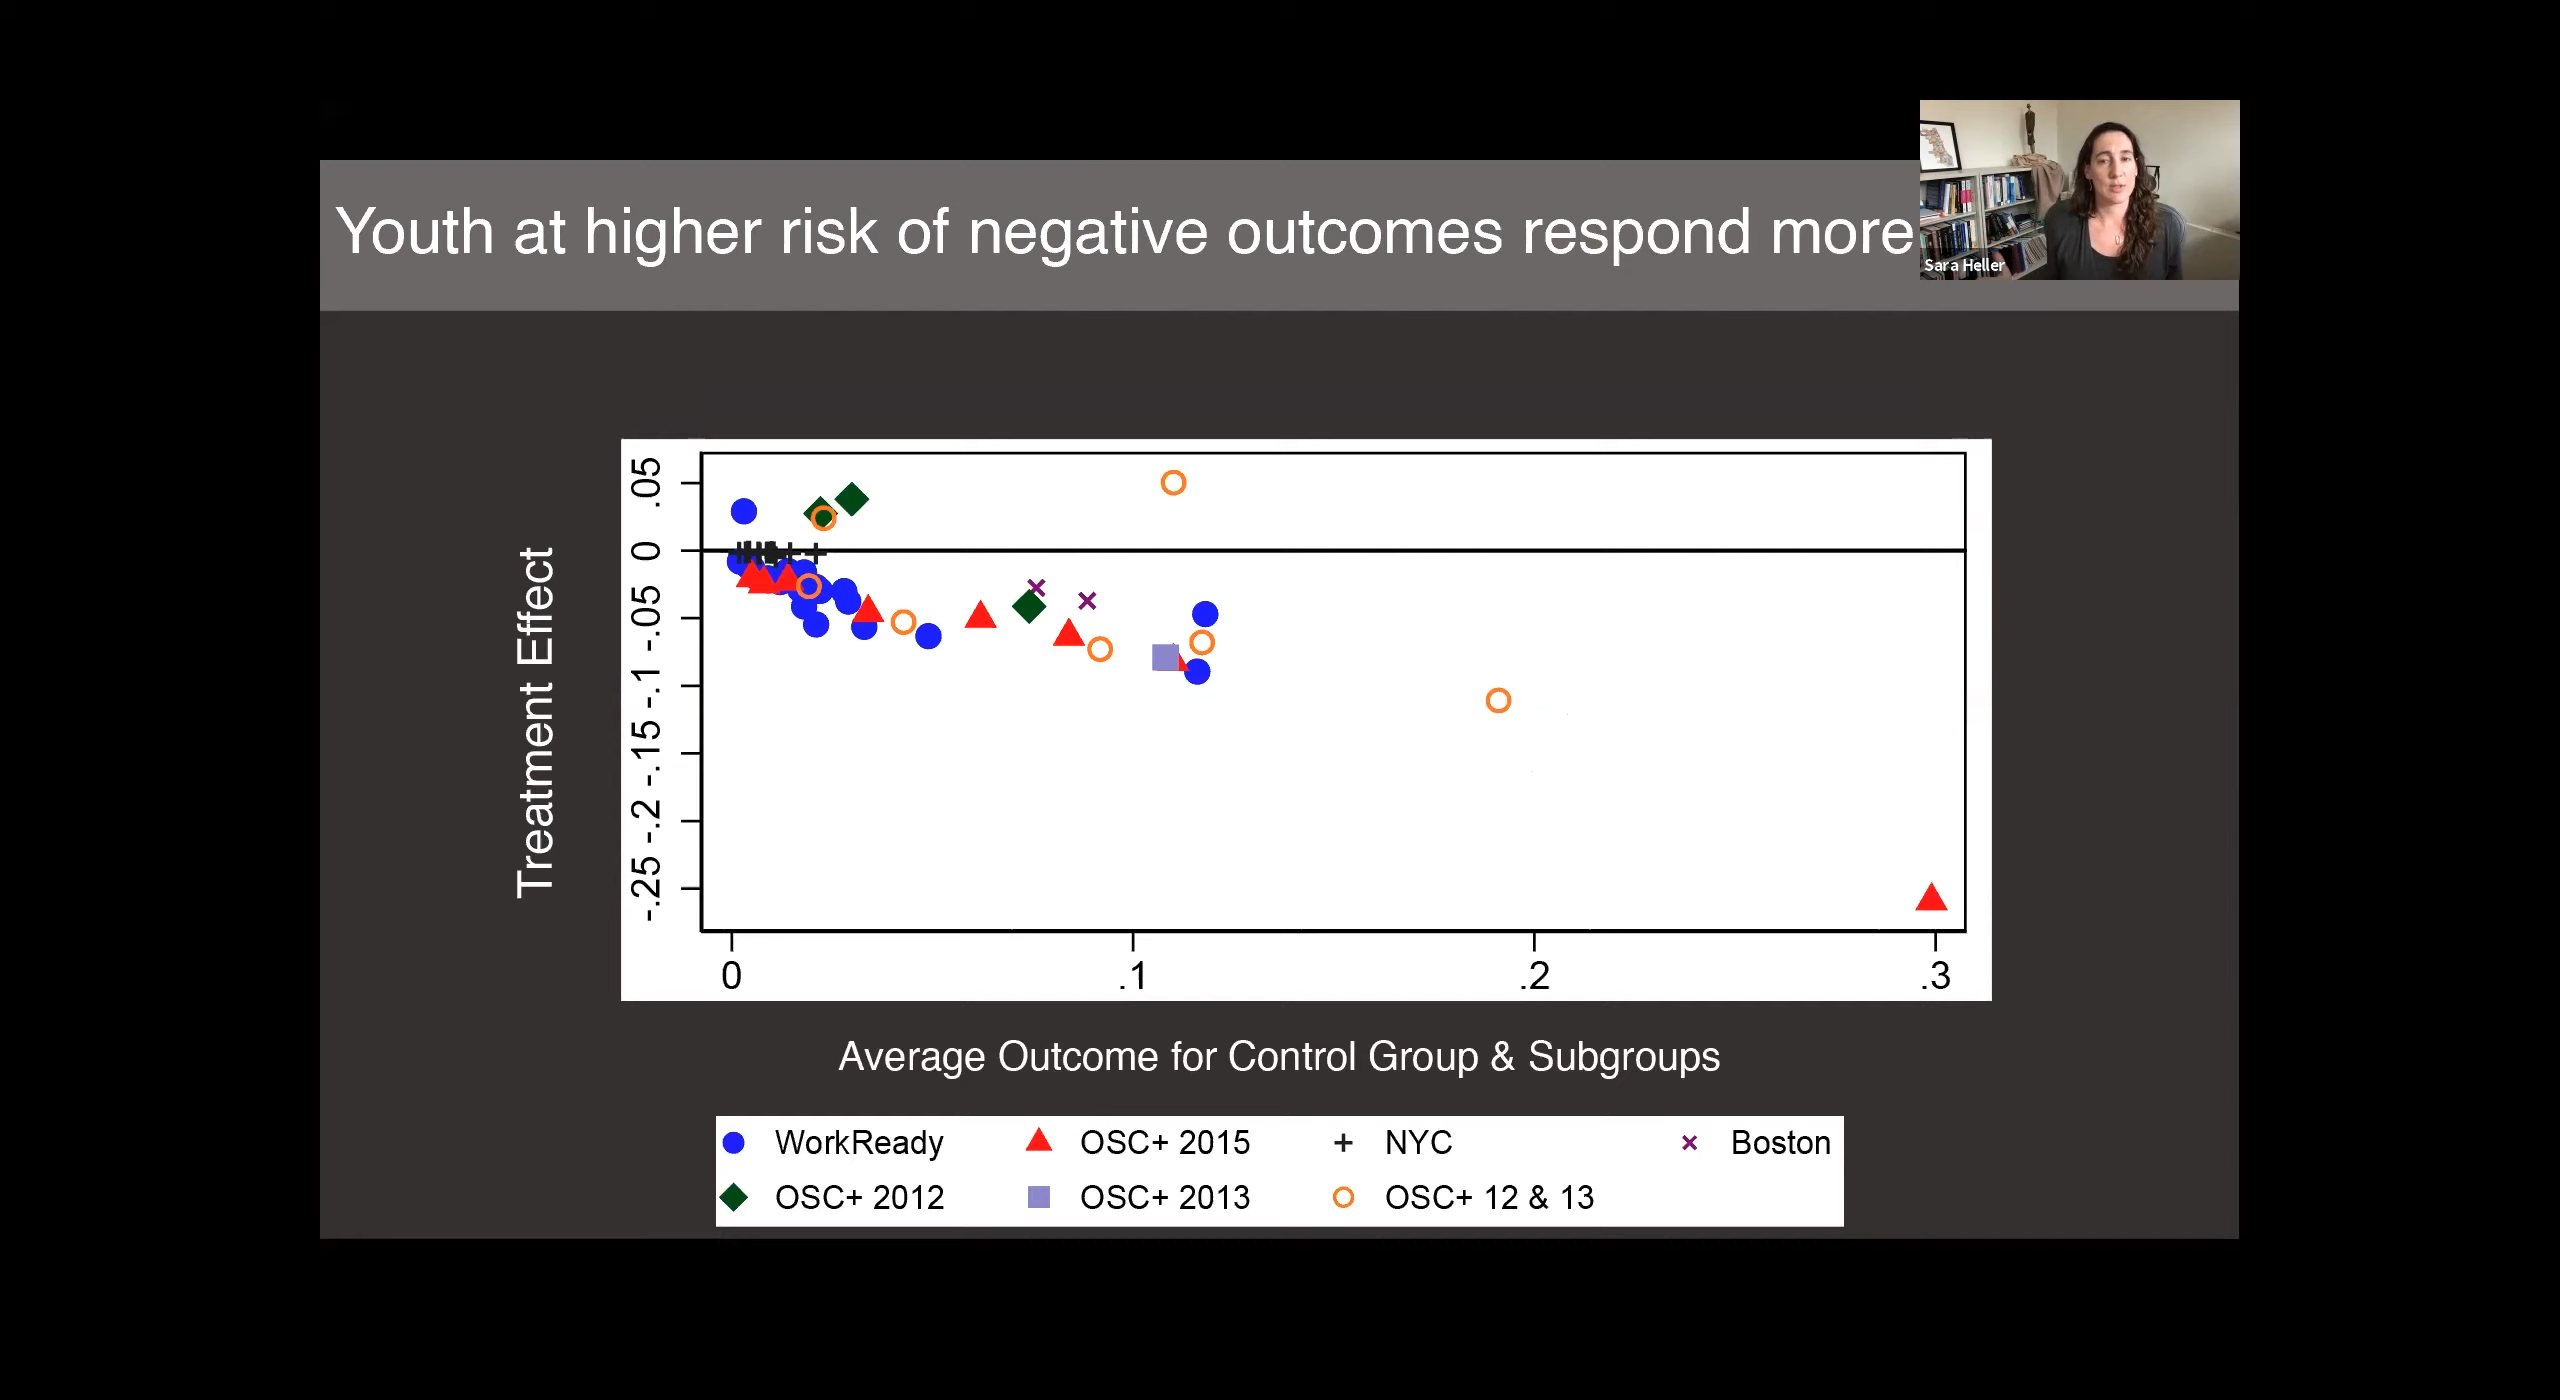 Youth at higher risk of negative outcomes respond more
Sara Heller
Treatment Effect
.05
0
-.05
-.1
-.15
-.2
-.25
0 .1 .2 .3
Average Outcome for Control Group & Subgroups
WorkReady OSC+ 2015 NYC Boston
OSC+ 2012 OSC+ 2013 OSC+ 12 & 13